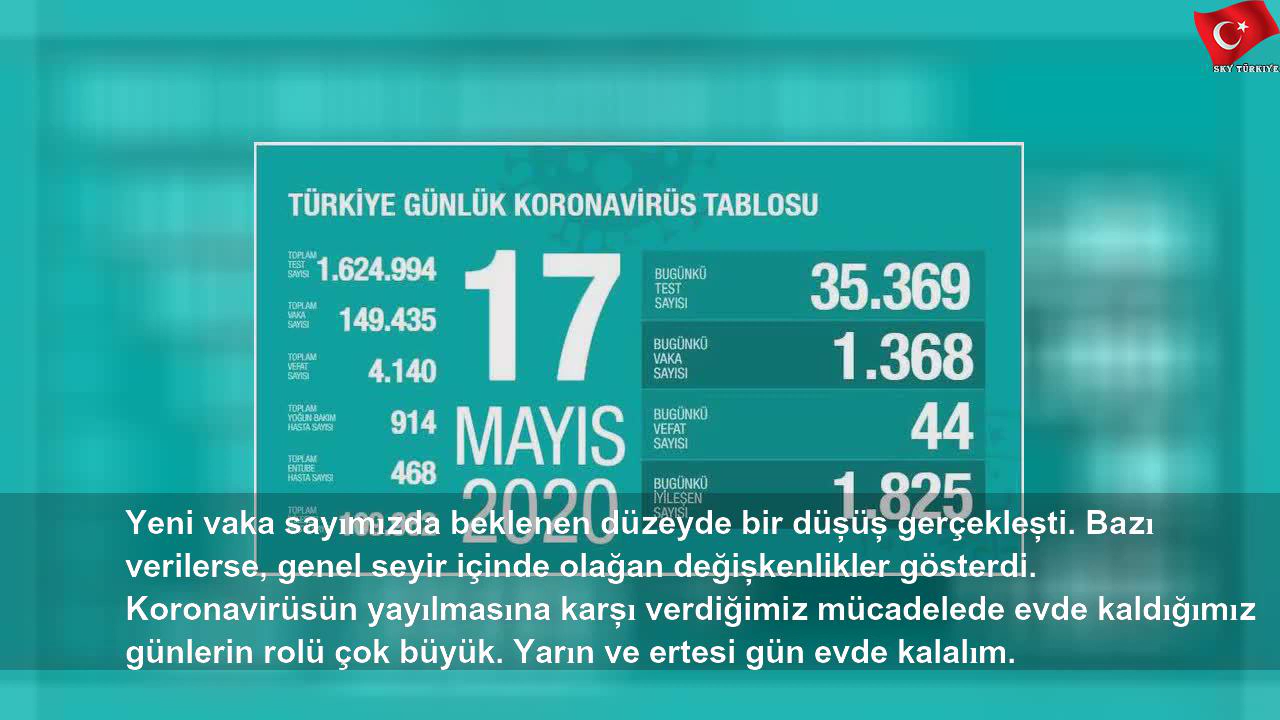 SKY TÜRKIYE
TÜRKİYE GÜNLÜK KORONAVİRÜS TABLOSU
TOPLAM
TEST
SAYISI
1.624.994
TOPLAM
VAKA
SAYISI
149.435
TOPLAM
VEFAT
SAYISI
4.140
TOPLAM
YOĞUN BAKIM
HASTA SAYISI
914
TOPLAM
ENTUBE
HASTA SAYISI
468
17
MAYIS
2020
BUGÜNKÜ
TEST
SAYISI
35.369
BUGÜNKÜ
VAKA
SAYISI
1.368
BUGÜNKÜ
VEFAT
SAYISI
44
BUGÜNKÜ
İYİLEŞEN
SAYISI
1.825
Yeni vaka sayımızda beklenen düzeyde bir düşüş gerçekleşti. Bazı
verilerse, genel seyir içinde olağan değişkenlikler gösterdi.
Koronavirüsün yayılmasına karşı verdiğimiz mücadelede evde kaldığımız
günlerin rolü çok büyük. Yarın ve ertesi gün evde kalalım.